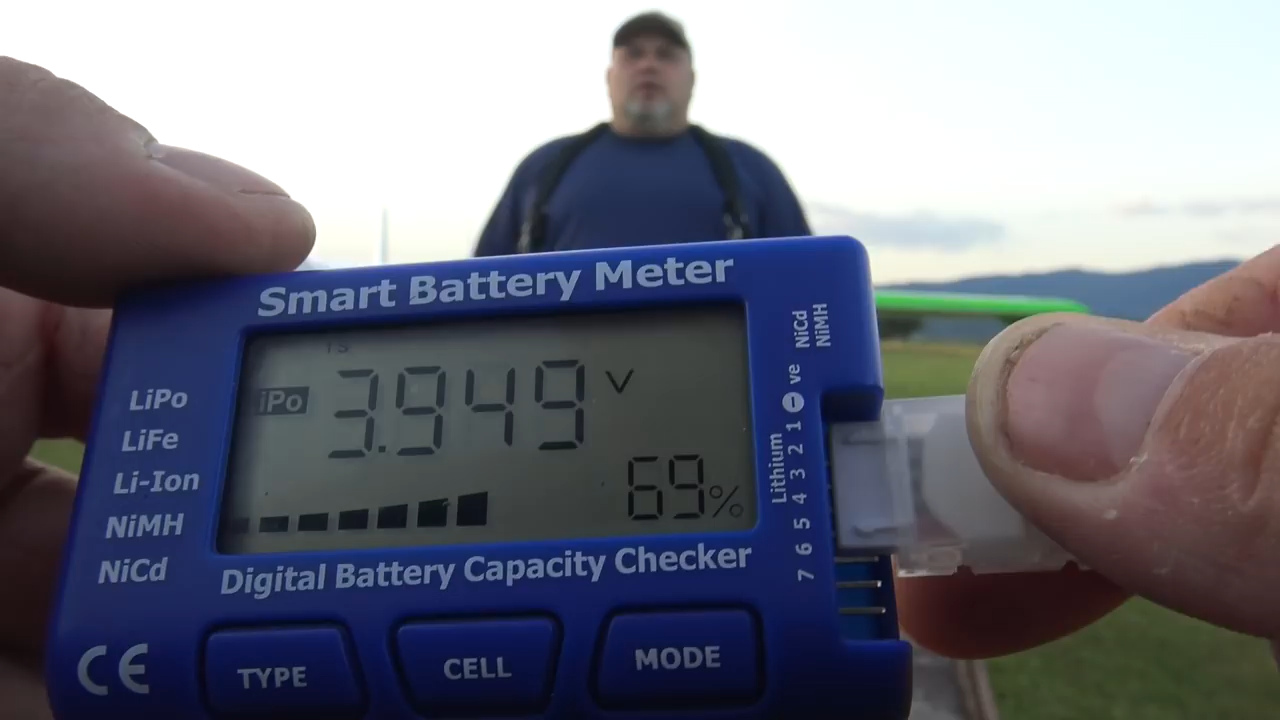 Smart Battery Meter
LiPo
LiFe
Li-Ion
NiMH
NiCd
iPo
3.949 V
69%
NiCd
NiMH
Lithium
7 6 5 4 3 2 1 - ve
Digital Battery Capacity Checker
CE
TYPE
CELL
MODE